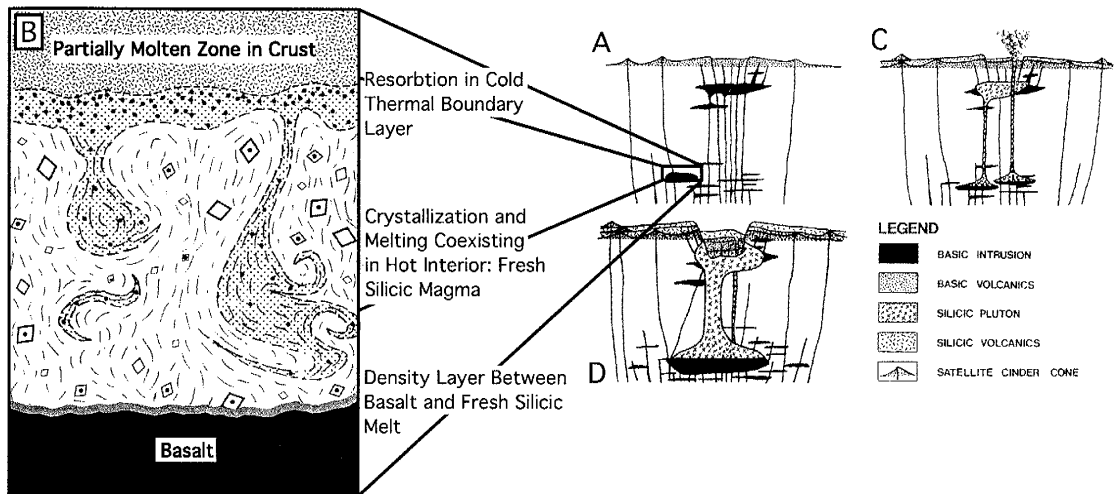 B
Partially Molten Zone in Crust
Resorbtion in Cold
Thermal Boundary
Layer
Crystallization and
Melting Coexisting
in Hot Interior: Fresh
Silicic Magma
Density Layer Between
Basalt and Fresh Silicic
Melt
Basalt
A
C
D
LEGEND
BASIC INTRUSION
BASIC VOLCANICS
SILICIC PLUTON
SILICIC VOLCANICS
SATELLITE CINDER CONE